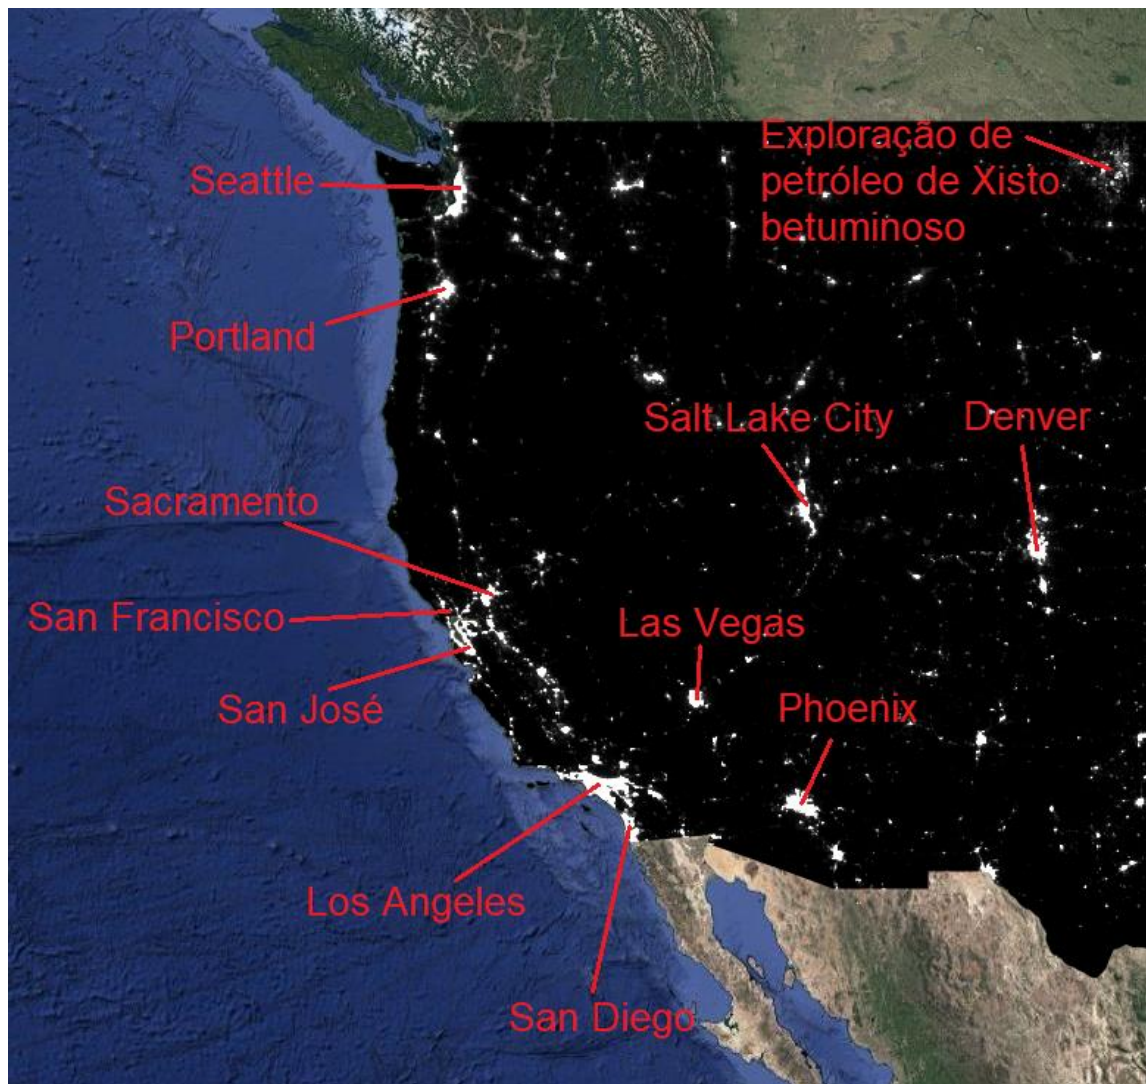 Exploração de
petróleo de Xisto
betuminoso
Seattle
Portland
Salt Lake City
Denver
Sacramento
San Francisco
Las Vegas
San José
Phoenix
Los Angeles
San Diego